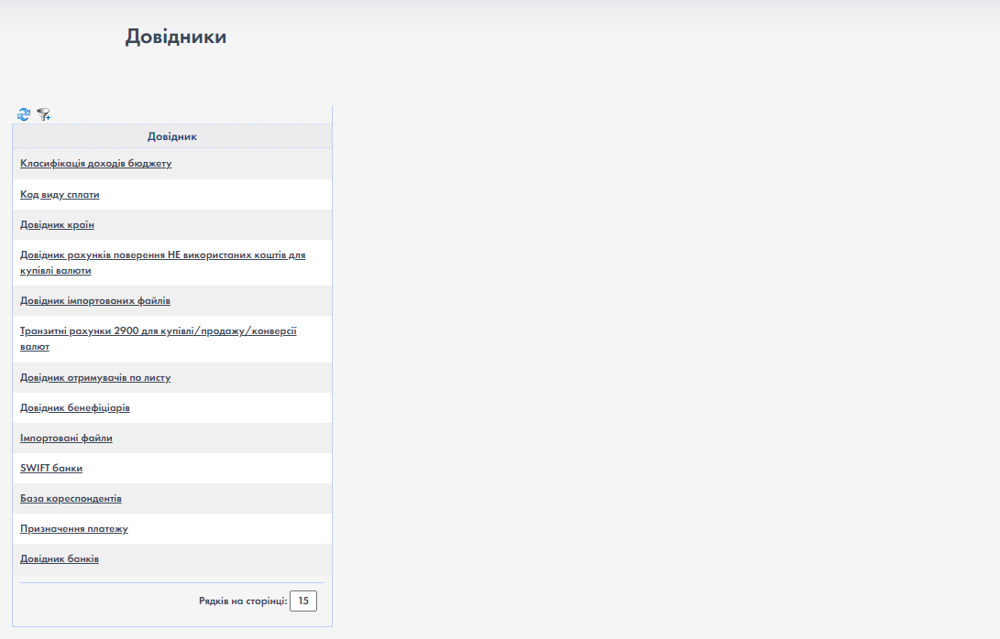 Довідники
Довідник
Класифікація доходів бюджету
Код виду сплати
Довідник країн
Довідник рахунків поверення НЕ використаних коштів для
купівлі валюти
Довідник імпортованих файлів
Транзитні рахунки 2900 для купівлі/продажу/конверсії
валют
Довідник отримувачів по листу
Довідник бенефіціарів
Імпортовані файли
SWIFT банки
База кореспондентів
Призначення платежу
Довідник банків
Рядків на сторінці: 15